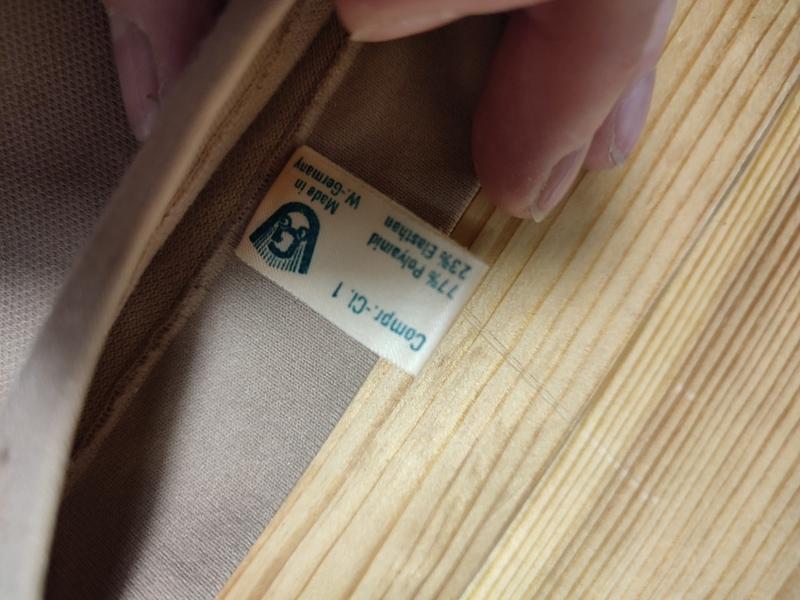 Compr.-Cl. 1
77% Polyamid
23% Elasthan
Made in
W.-Germany